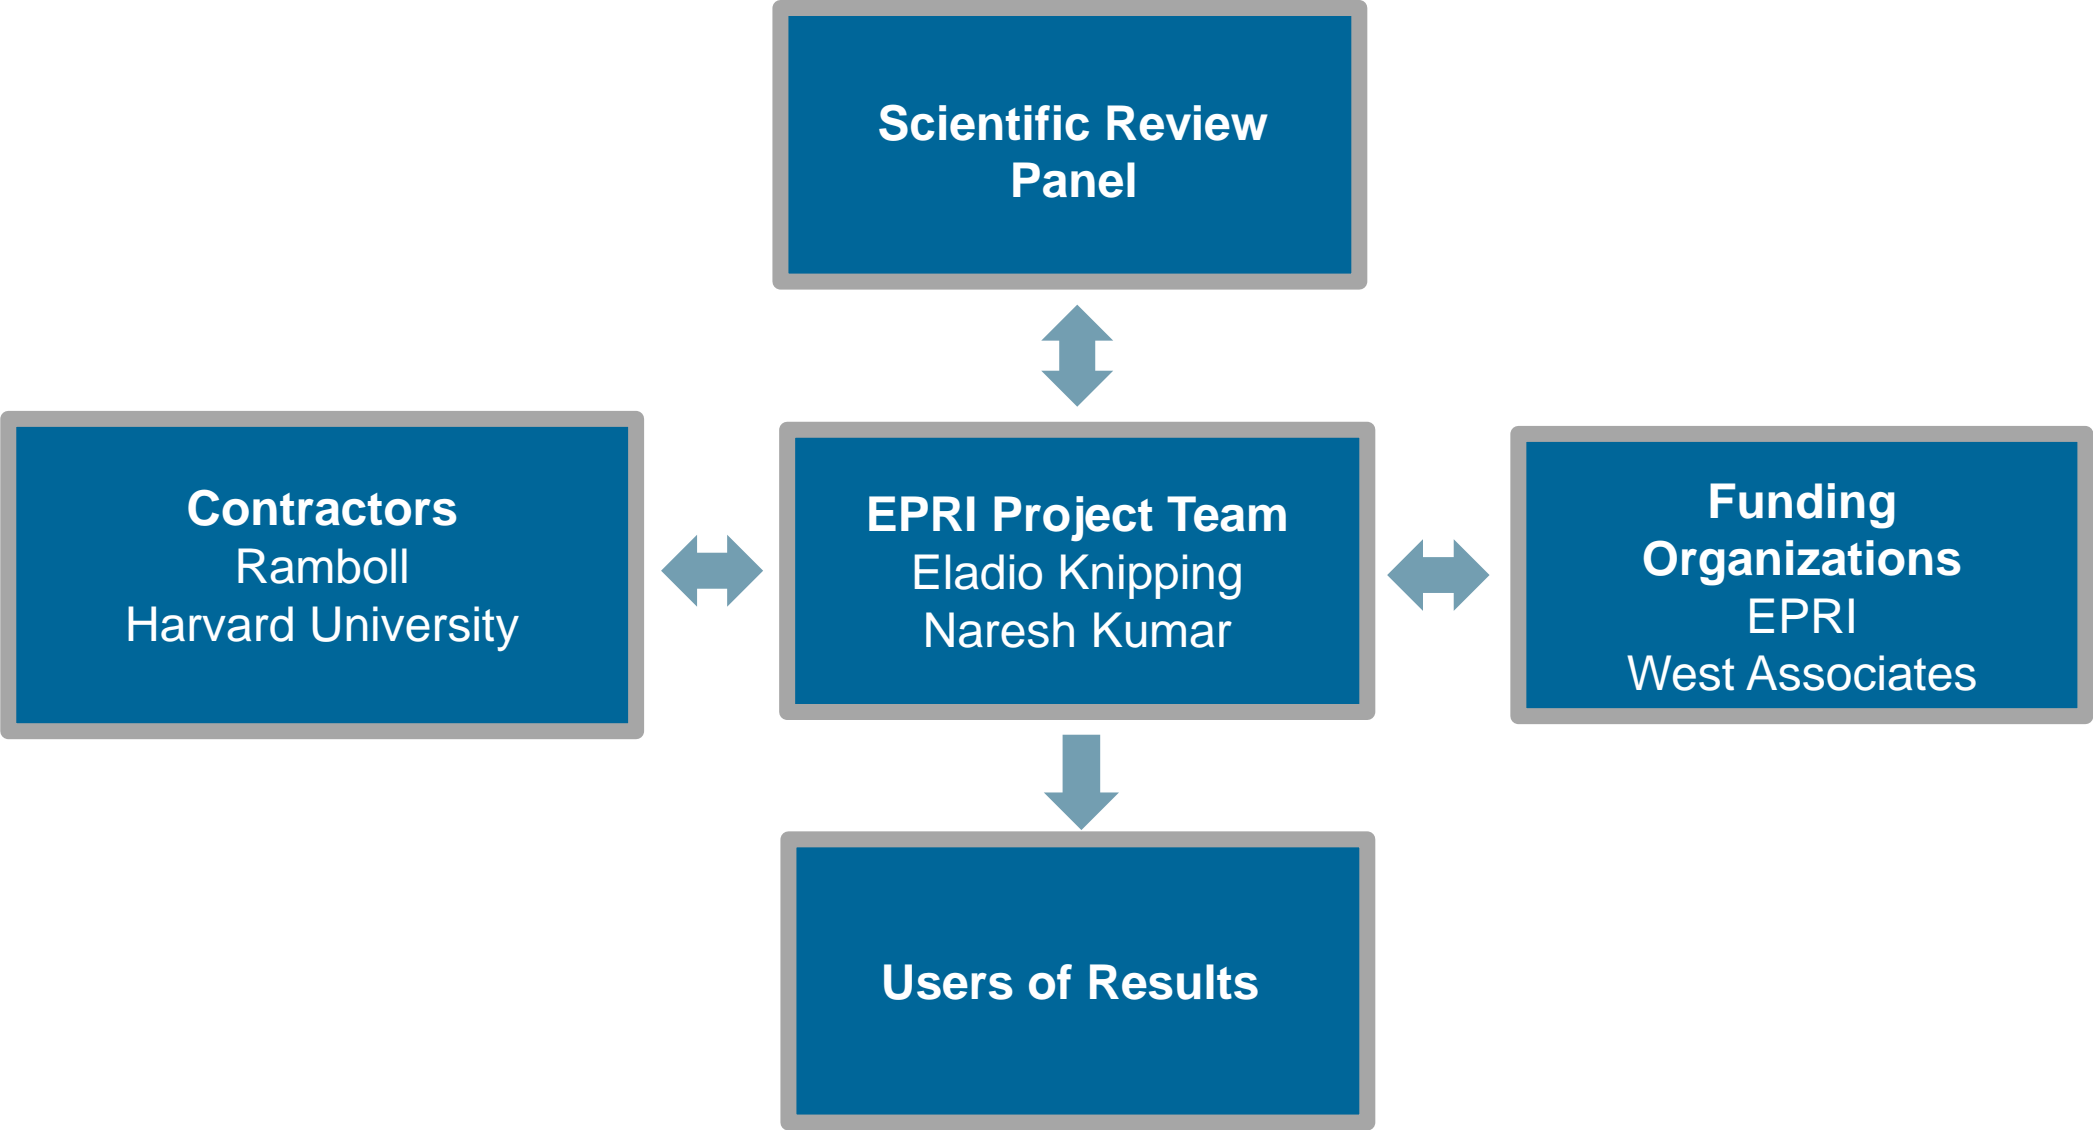 Scientific Review
Panel
Contractors
Ramboll
Harvard University
EPRI Project Team
Eladio Knipping
Naresh Kumar
Funding
Organizations
EPRI
West Associates
Users of Results